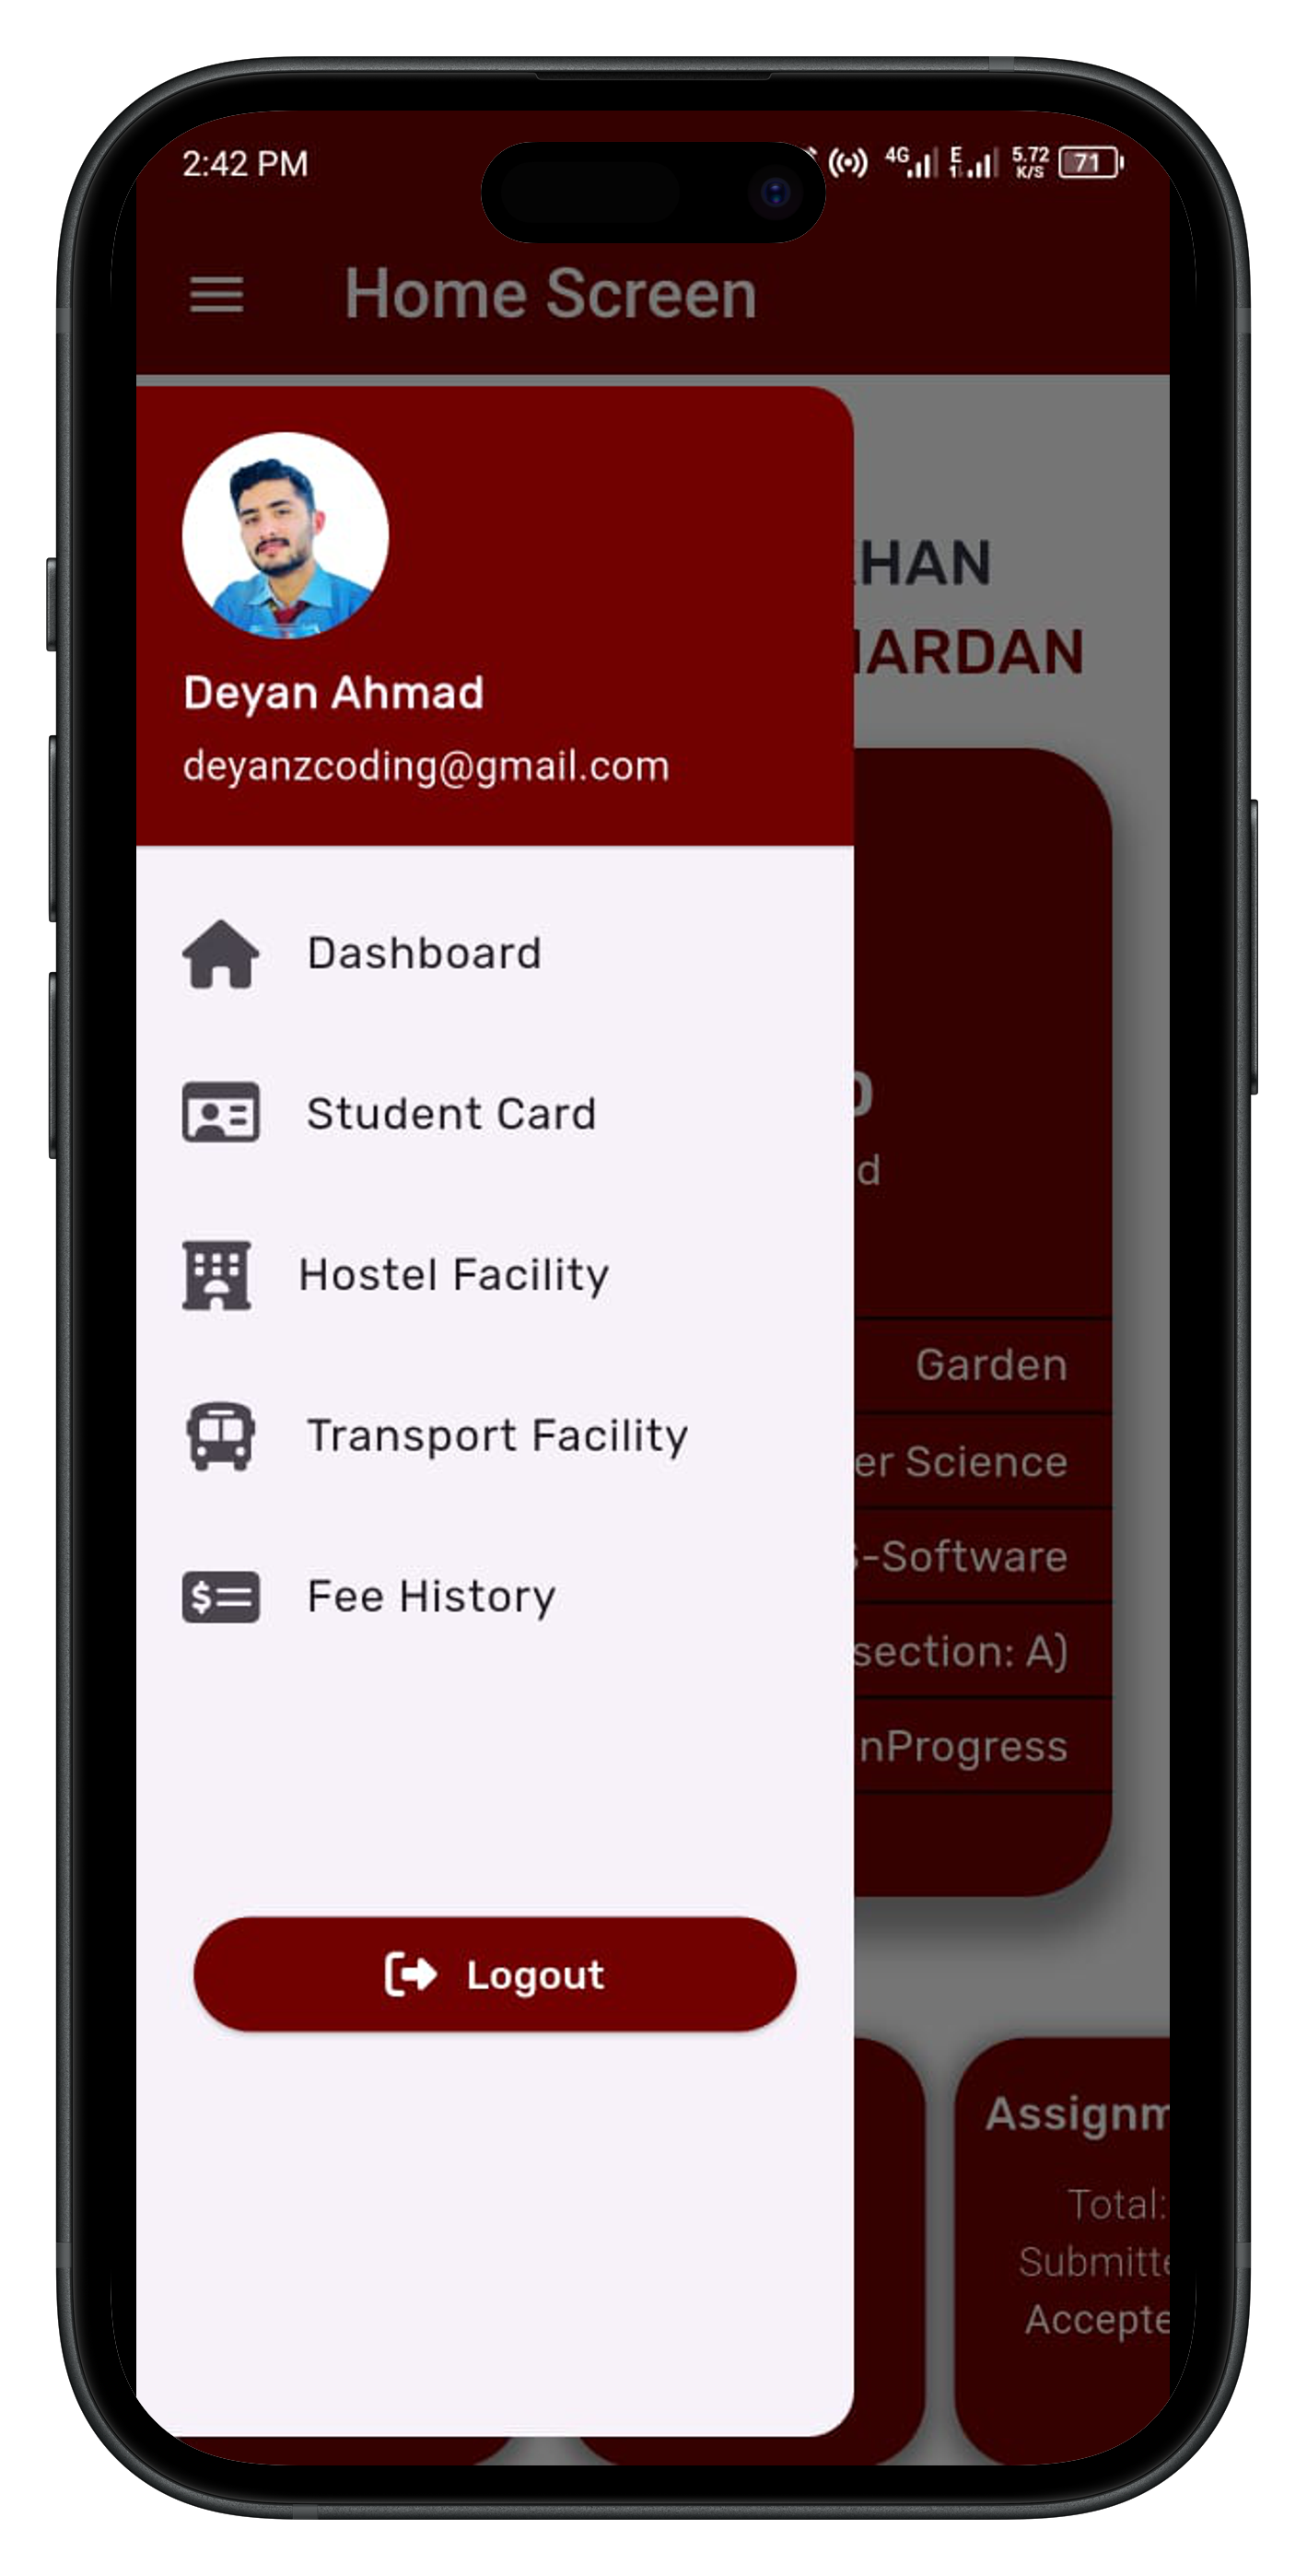 2:42 PM
4G E 5.72 K/S 71
Home Screen
HAN
ARDAN
Deyan Ahmad
deyanzcoding@gmail.com
Dashboard
Student Card
d
Hostel Facility
Garden
Transport Facility
er Science
-Software
Fee History
section: A)
nProgress
Logout
Assignm
Total:
Submitte
Accepte